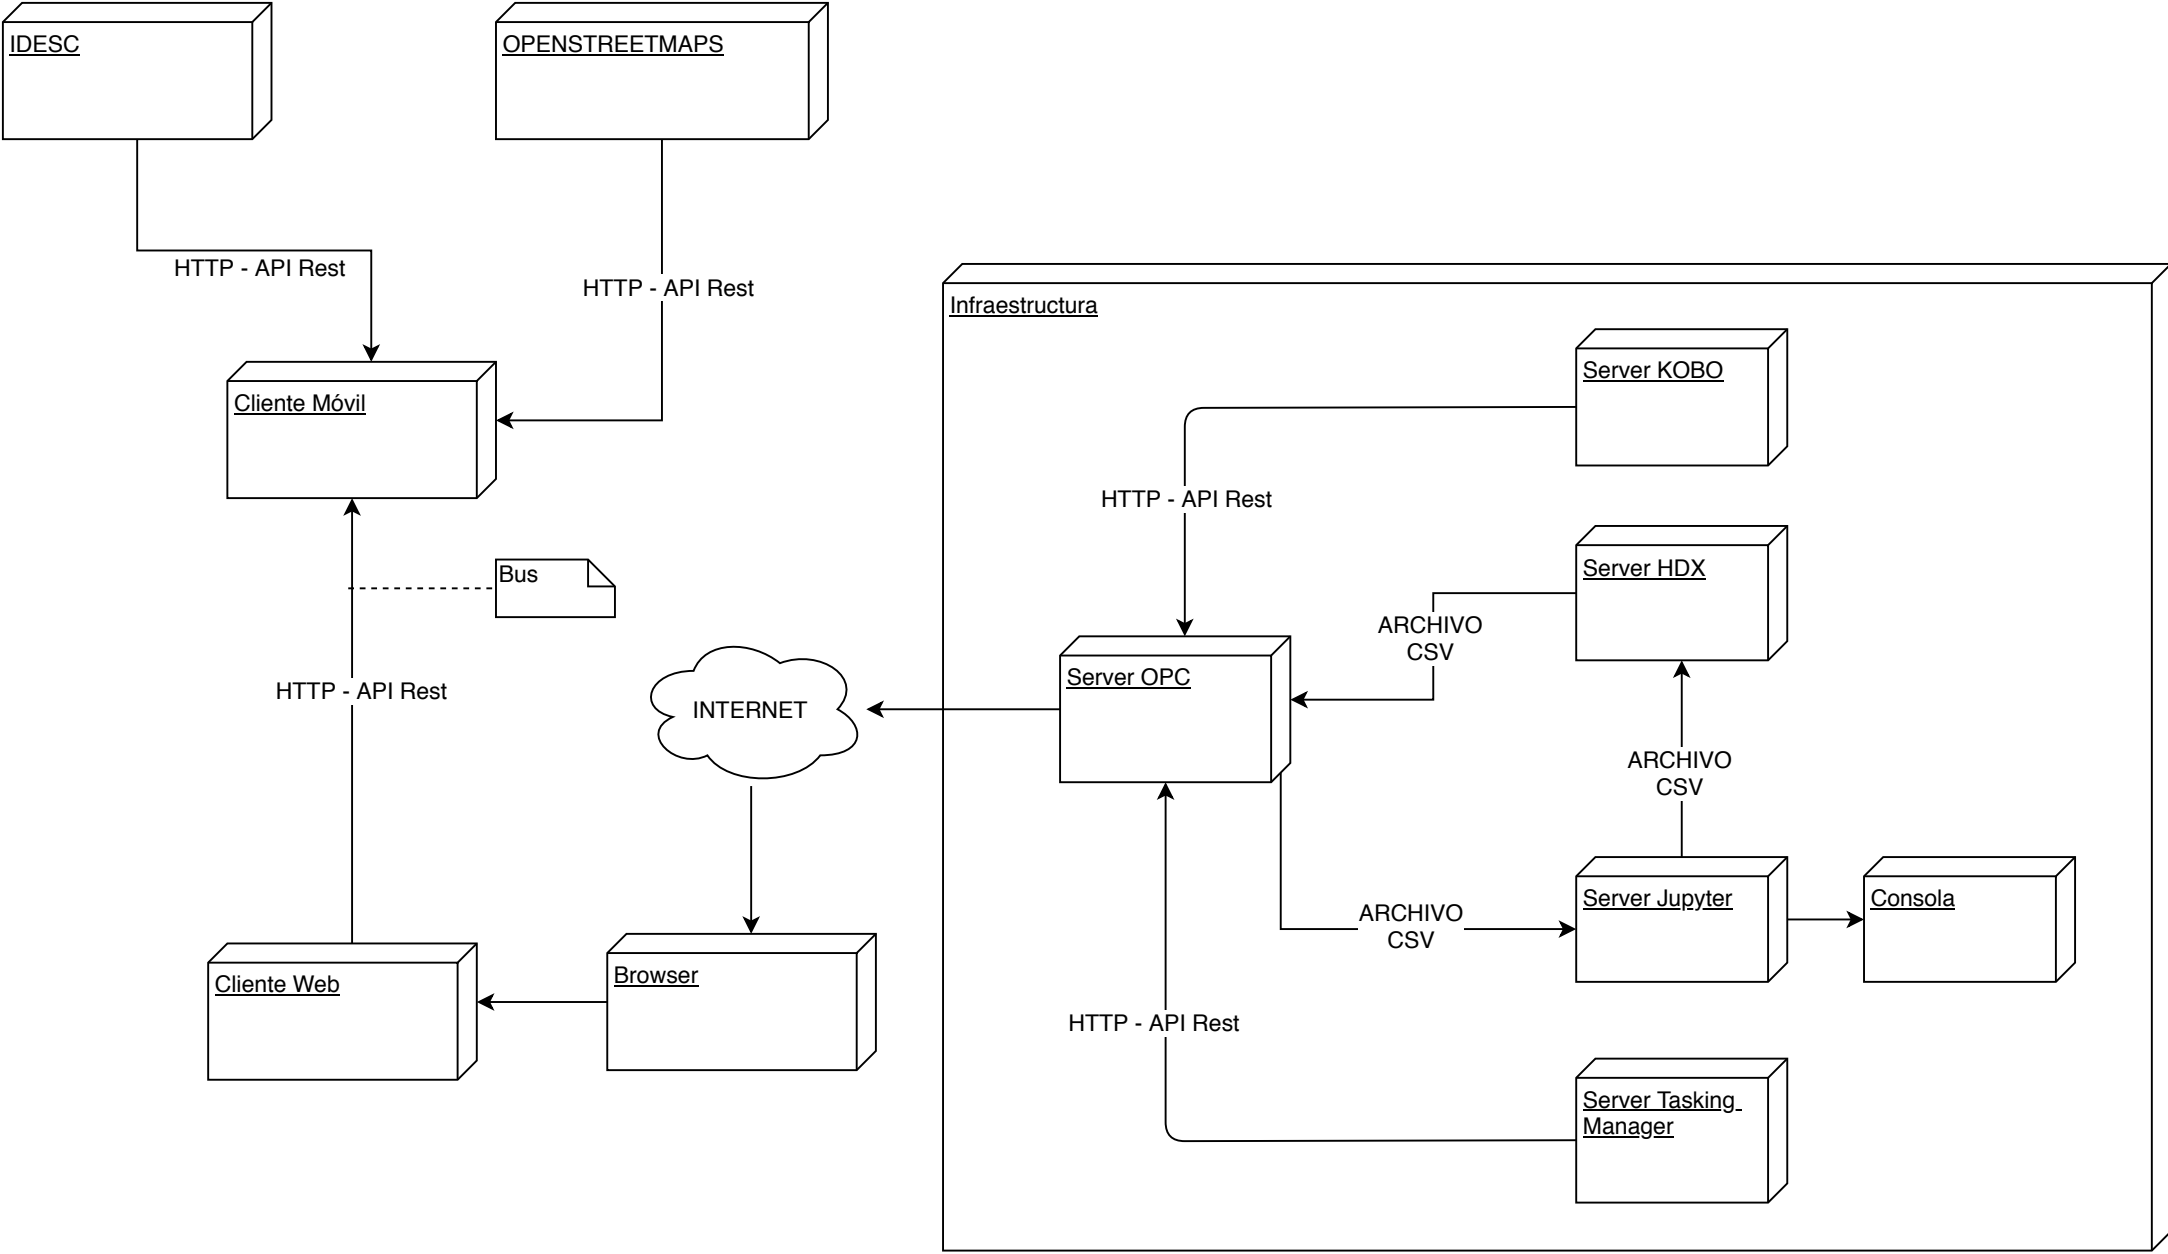 IDESC
OPENSTREETMAPS
HTTP - API Rest
HTTP - API Rest
Infraestructura
Server KOBO
Cliente Móvil
HTTP - API Rest
Server HDX
Bus
ARCHIVO
CSV
Server OPC
HTTP - API Rest
INTERNET
ARCHIVO
CSV
Server Jupyter
Consola
ARCHIVO
CSV
Browser
Cliente Web
HTTP - API Rest
Server Tasking
Manager